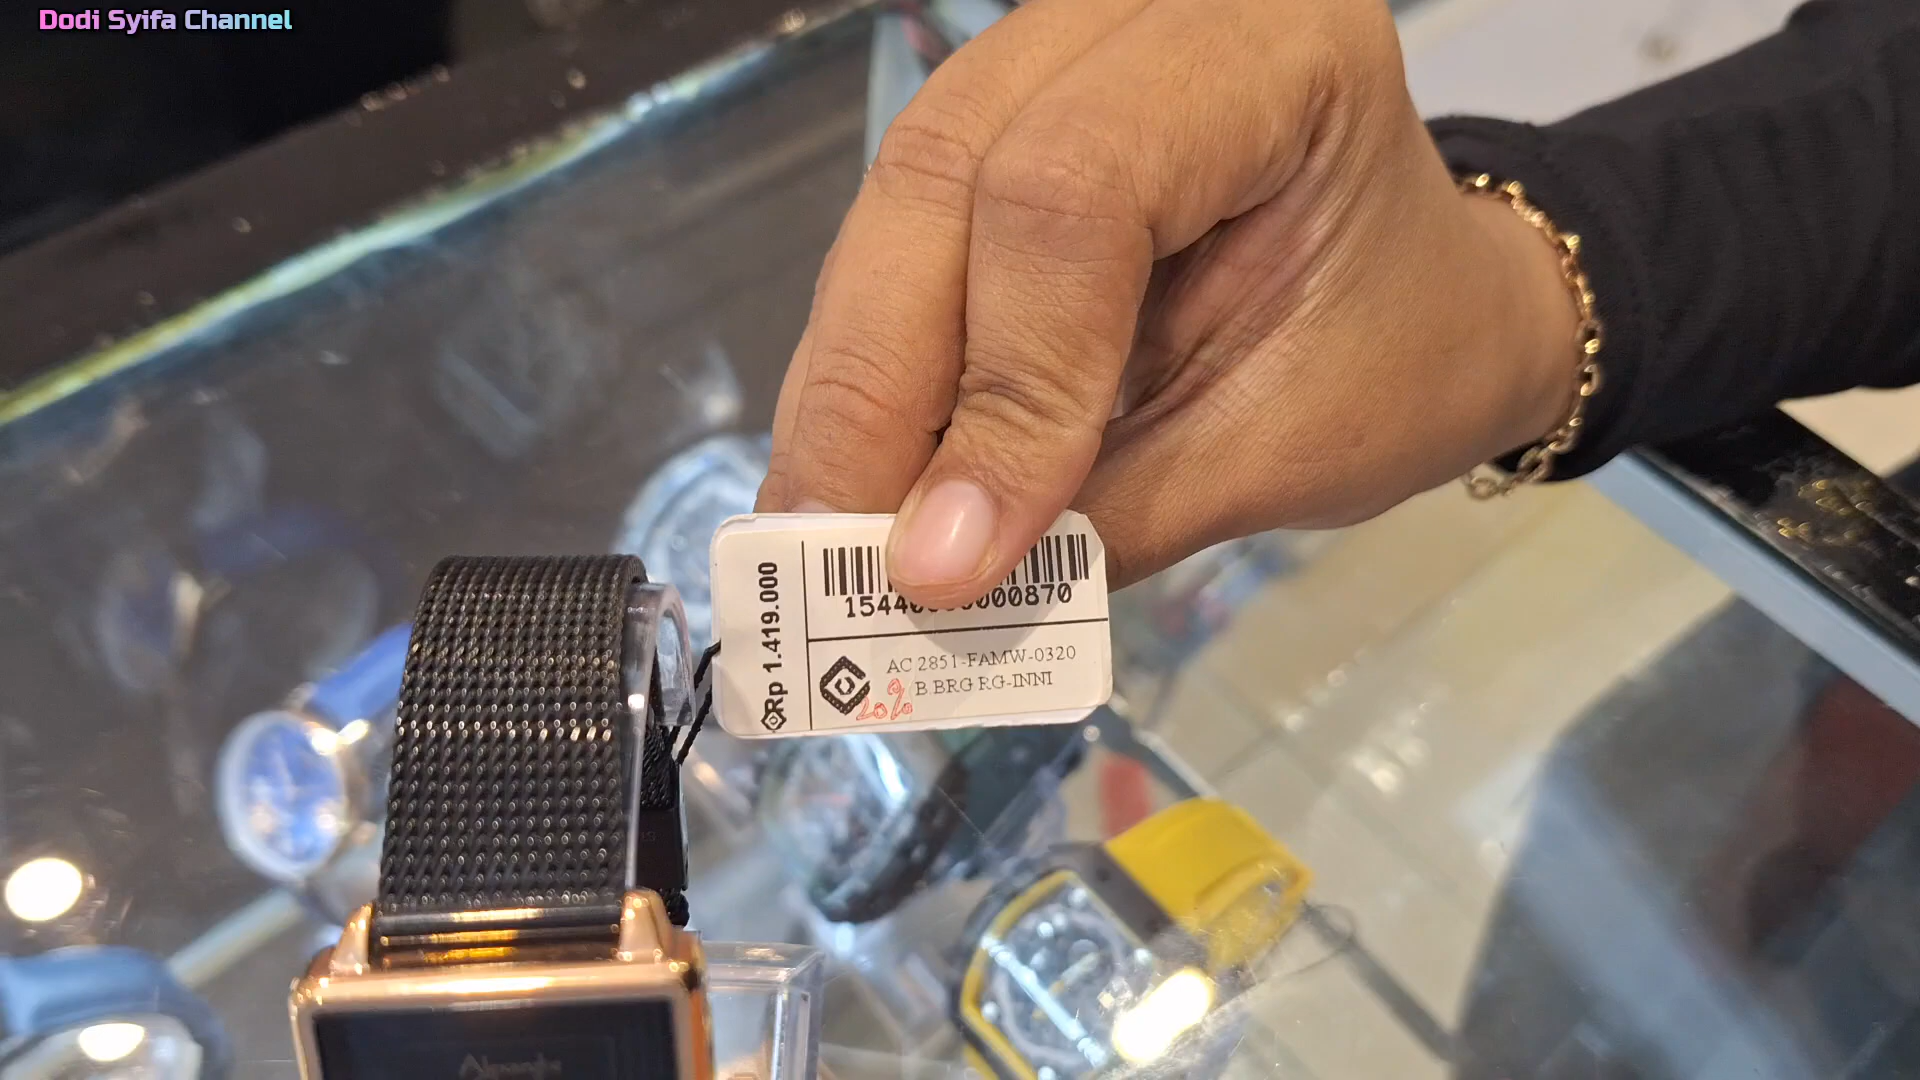 Dodi Syifa Channel
Rp 1.419.000
AC 2851-FAMW-0320
B BRG RG-INNI
20%